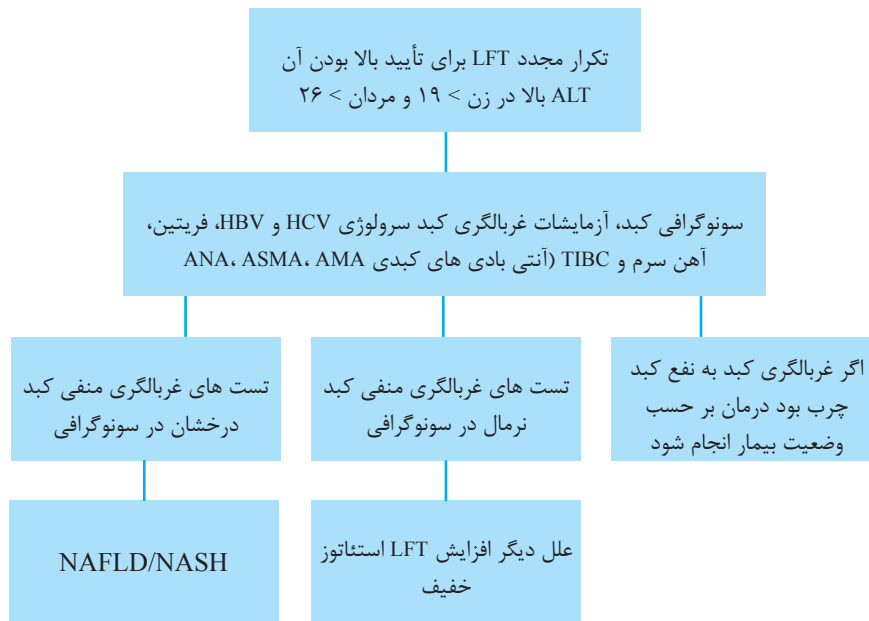 تکرار مجدد LFT برای تأیید بالا بودن آن
ALT بالا در زن > ۱۹ و مردان > ۲۶
سونوگرافی کبد، آزمایشات غربالگری کبد سرولوژی HCV و HBV، فریتین،
آهن سرم و TIBC (آنتی بادی های کبدی ANA، ASMA، AMA
اگر غربالگری کبد به نفع کبد
چرب بود درمان بر حسب
وضعیت بیمار انجام شود
تست های غربالگری منفی کبد
نرمال در سونوگرافی
تست های غربالگری منفی کبد
درخشان در سونوگرافی
علل دیگر افزایش LFT استئاتوز
خفیف
NAFLD/NASH